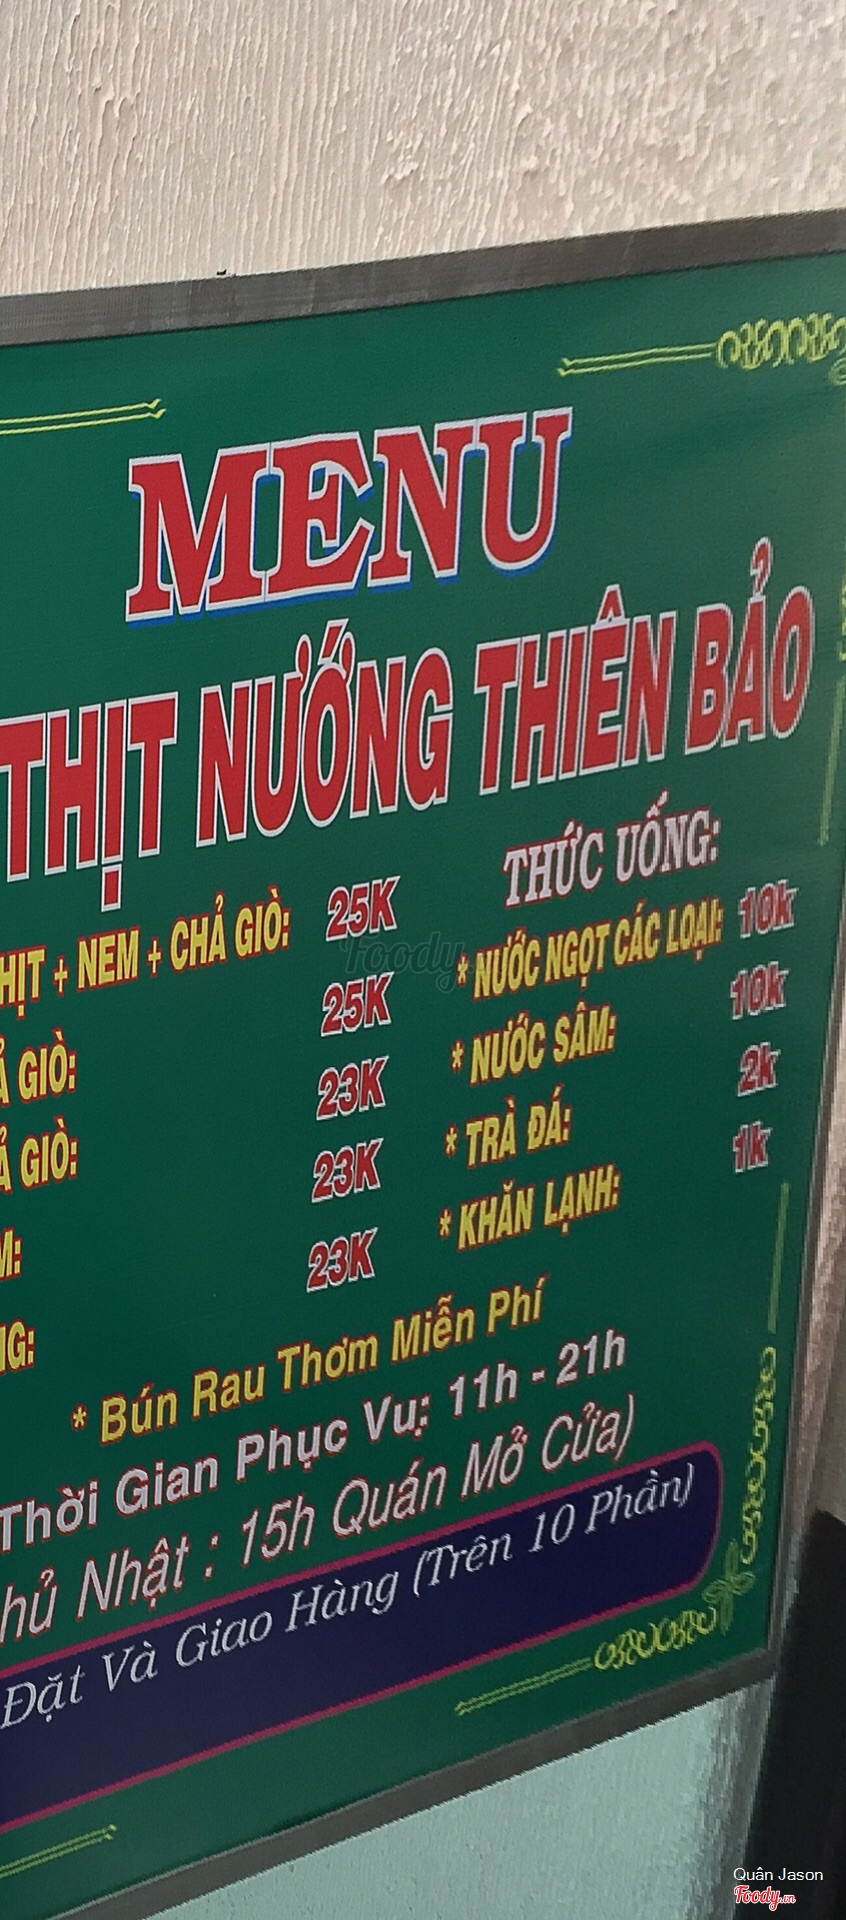 MENU
THỊT NƯỚNG THIÊN BẢO
HỊT + NEM + CHẢ GIÒ: 25K
25K
Ả GIÒ: 23K
Ả GIÒ: 23K
M: 23K
NG:
THỨC UỐNG:
* NƯỚC NGỌT CÁC LOẠI: 10k
* NƯỚC SÂM: 10k
* TRÀ ĐÁ: 2k
* KHĂN LẠNH: 1k
* Bún Rau Thơm Miễn Phí
Thời Gian Phục Vụ: 11h - 21h
hủ Nhật : 15h Quán Mở Cửa)
Đặt Và Giao Hàng (Trên 10 Phần)
Foody
Quân Jason
Foody.vn